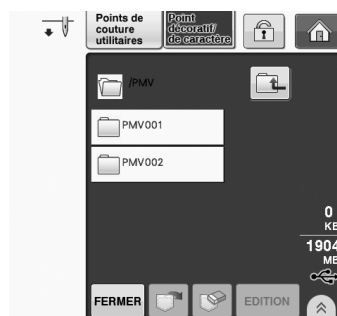 Points de
couture
utilitaires
Point
décoratif/
de caractère
/PMV
PMV001
PMV002
0
KB
1904
MB
FERMER
EDITION